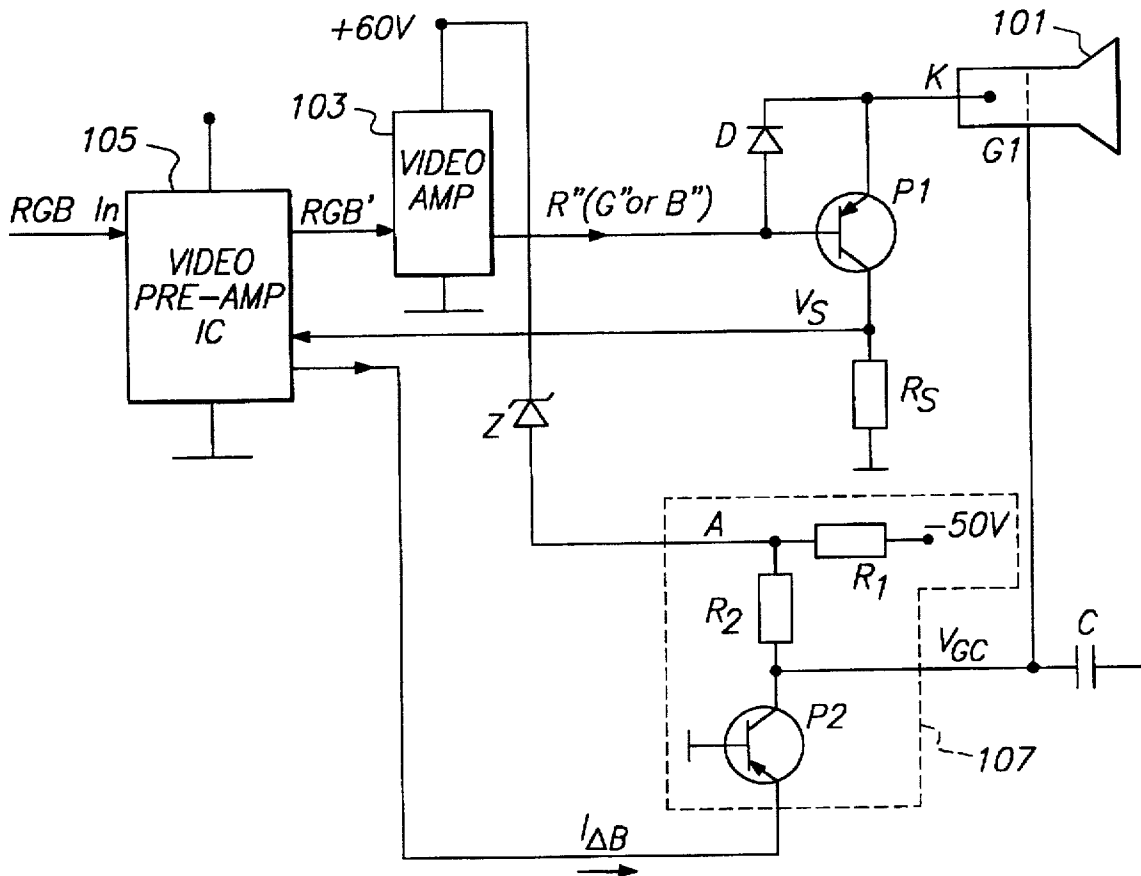 +60V
101
103
K
105
D
G1
VIDEO
AMP
RGB In
RGB'
R"(G"or B")
P1
VIDEO
PRE-AMP
IC
VS
RS
Z
A
-50V
R1
R2
C
VGC
P2
107
IΔB